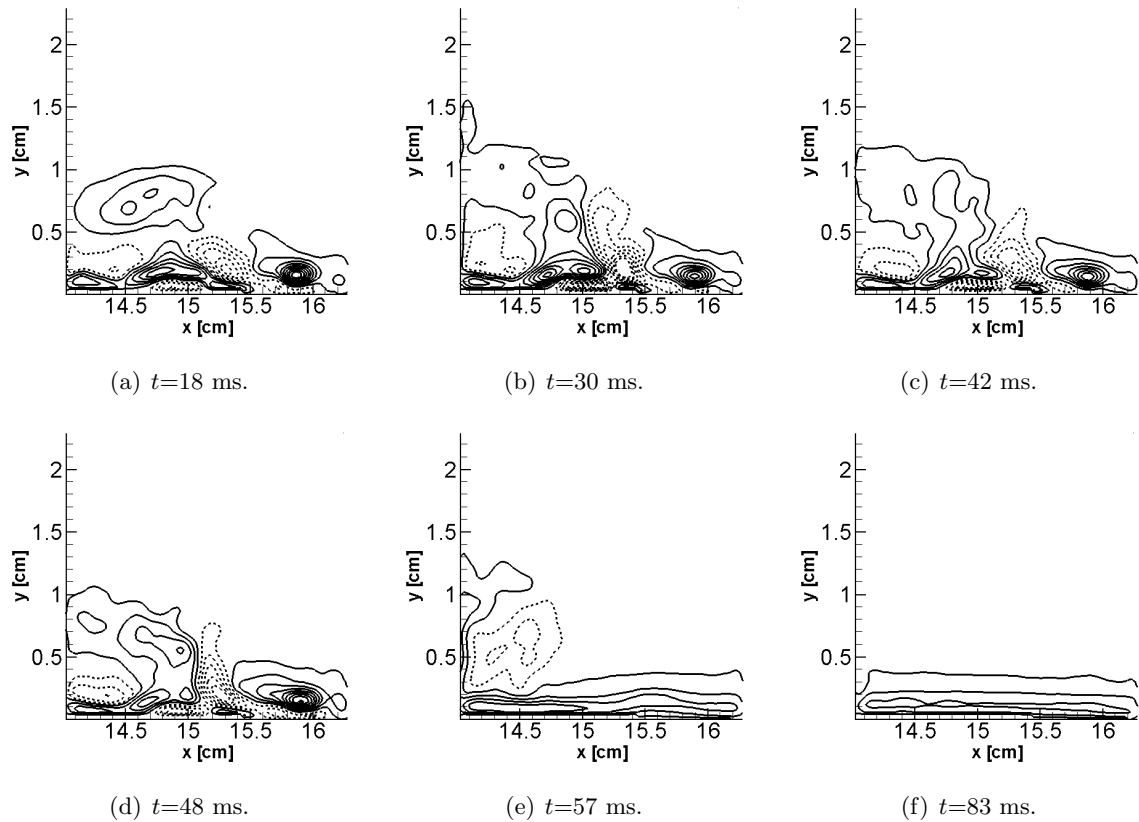 2
1.5
1
0.5
y [cm]
14.5 15 15.5 16
x [cm]
(a) t=18 ms.
2
1.5
1
0.5
y [cm]
14.5 15 15.5 16
x [cm]
(b) t=30 ms.
2
1.5
1
0.5
y [cm]
14.5 15 15.5 16
x [cm]
(c) t=42 ms.
2
1.5
1
0.5
y [cm]
14.5 15 15.5 16
x [cm]
(d) t=48 ms.
2
1.5
1
0.5
y [cm]
14.5 15 15.5 16
x [cm]
(e) t=57 ms.
2
1.5
1
0.5
y [cm]
14.5 15 15.5 16
x [cm]
(f) t=83 ms.